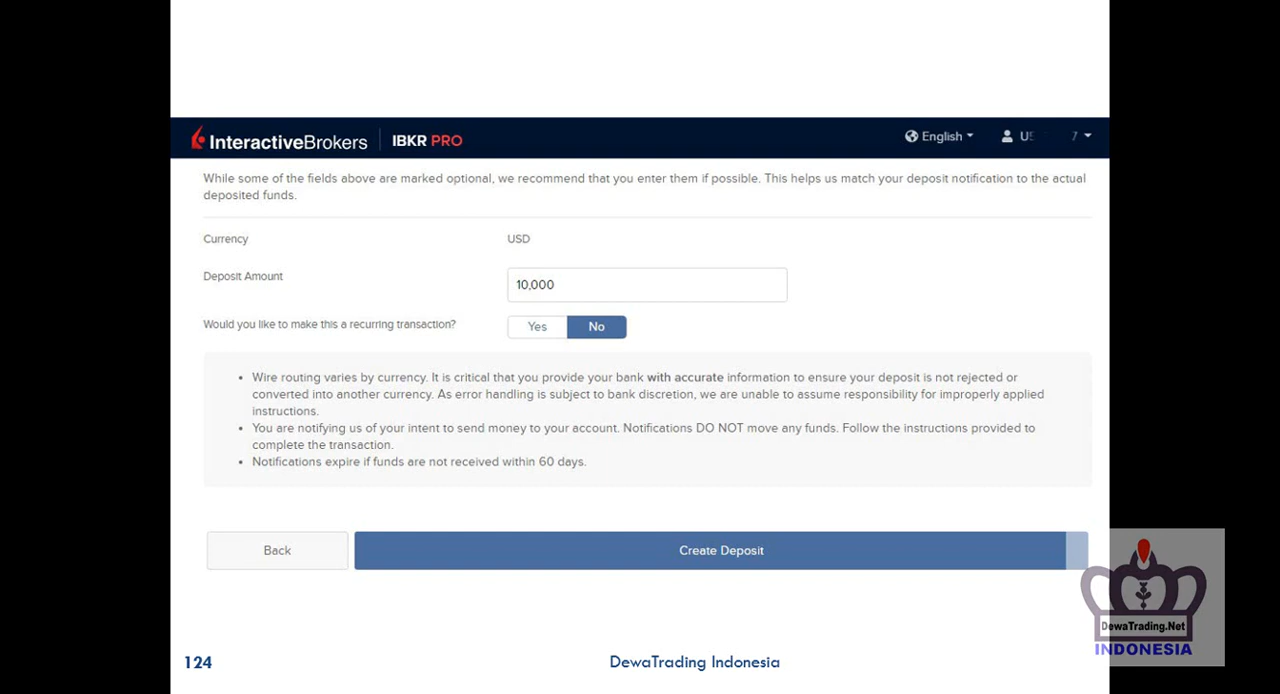 InteractiveBrokers IBKR PRO English
While some of the fields above are marked optional, we recommend that you enter them if possible. This helps us match your deposit notification to the actual
deposited funds.
Currency USD
Deposit Amount 10,000
Would you like to make this a recurring transaction? Yes No
• Wire routing varies by currency. It is critical that you provide your bank with accurate information to ensure your deposit is not rejected or
converted into another currency. As error handling is subject to bank discretion, we are unable to assume responsibility for improperly applied
instructions.
• You are notifying us of your intent to send money to your account. Notifications DO NOT move any funds. Follow the instructions provided to
complete the transaction.
• Notifications expire if funds are not received within 60 days.
Back Create Deposit
DewaTrading.Net
INDONESIA
124 DewaTrading Indonesia